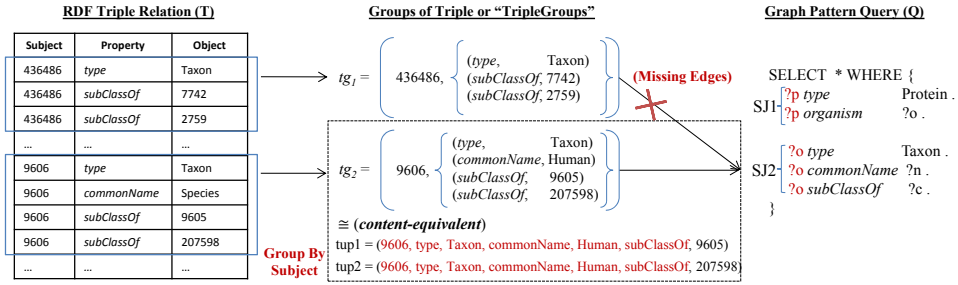 RDF Triple Relation (T)
Subject Property Object
436486 type Taxon
436486 subClassOf 7742
436486 subClassOf 2759
... ... ...
9606 type Taxon
9606 commonName Species
9606 subClassOf 9605
9606 subClassOf 207598
... ... ...
Group By
Subject
Groups of Triple or “TripleGroups”
tg1 = 436486, (type, Taxon)
(subClassOf, 7742)
(subClassOf, 2759)
(Missing Edges)
tg2 = 9606, (type, Taxon)
(commonName, Human)
(subClassOf, 9605)
(subClassOf, 207598)
≅ (content-equivalent)
tup1 = (9606, type, Taxon, commonName, Human, subClassOf, 9605)
tup2 = (9606, type, Taxon, commonName, Human, subClassOf, 207598)
Graph Pattern Query (Q)
SELECT * WHERE {
SJ1 ?p type Protein .
?p organism ?o .
SJ2 ?o type Taxon .
?o commonName ?n .
?o subClassOf ?c .
}